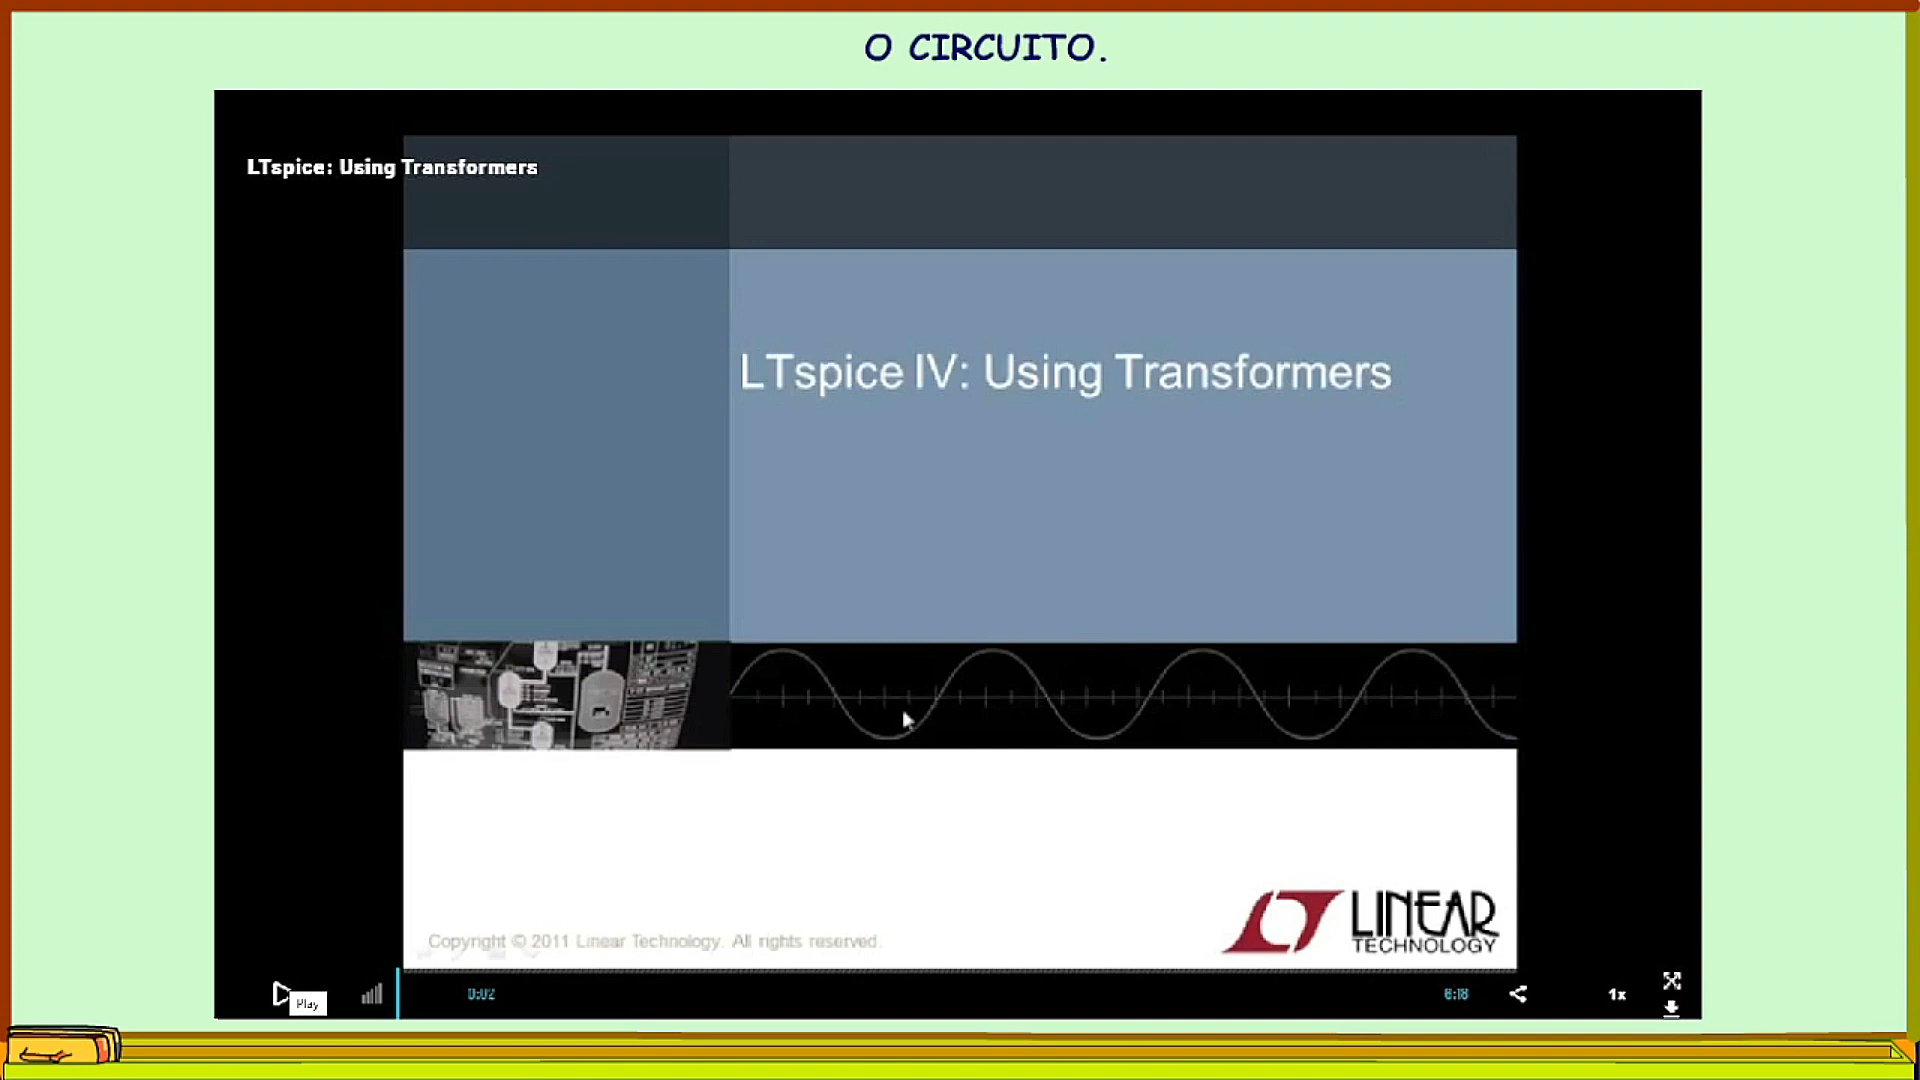 O CIRCUITO.
LTspice: Using Transformers
LTspice IV: Using Transformers
LINEAR
TECHNOLOGY
Copyright © 2011 Linear Technology. All rights reserved.
Play
0:02
6:18
1x